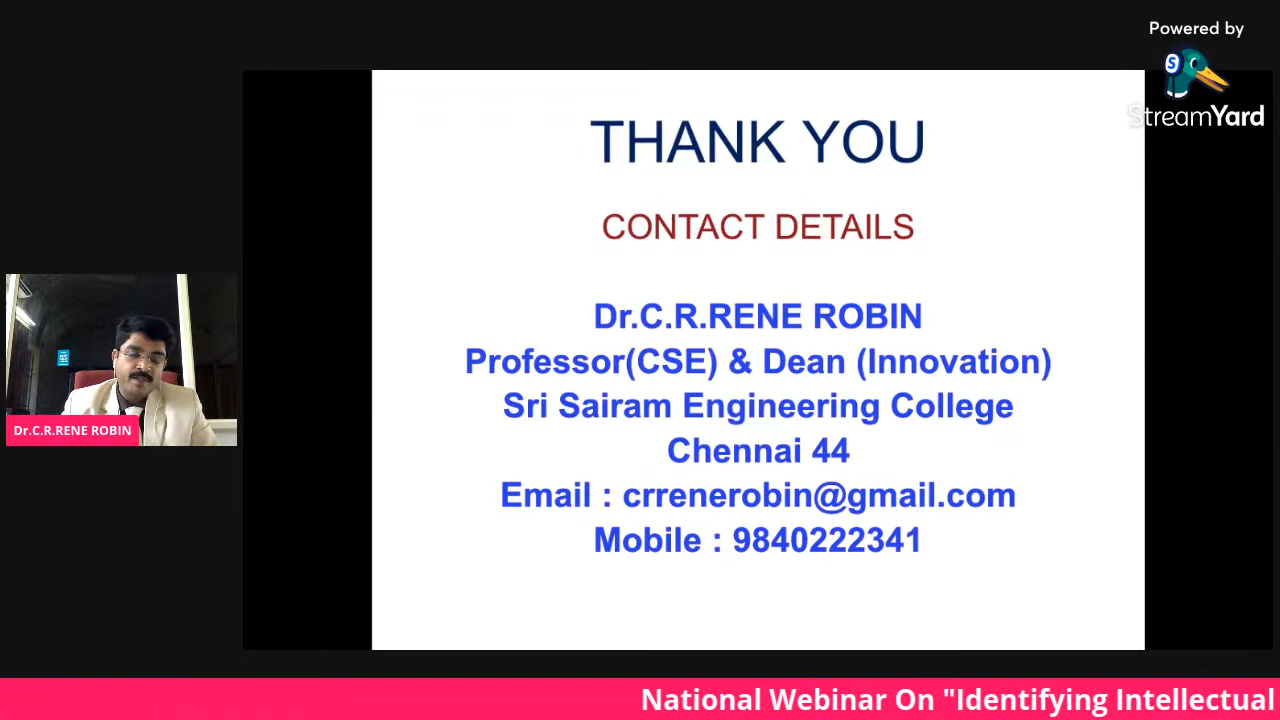 Powered by
S
StreamYard
THANK YOU
CONTACT DETAILS
Dr.C.R.RENE ROBIN
Professor(CSE) & Dean (Innovation)
Sri Sairam Engineering College
Chennai 44
Email : crrenerobin@gmail.com
Mobile : 9840222341
Dr.C.R.RENE ROBIN
National Webinar On "Identifying Intellectual